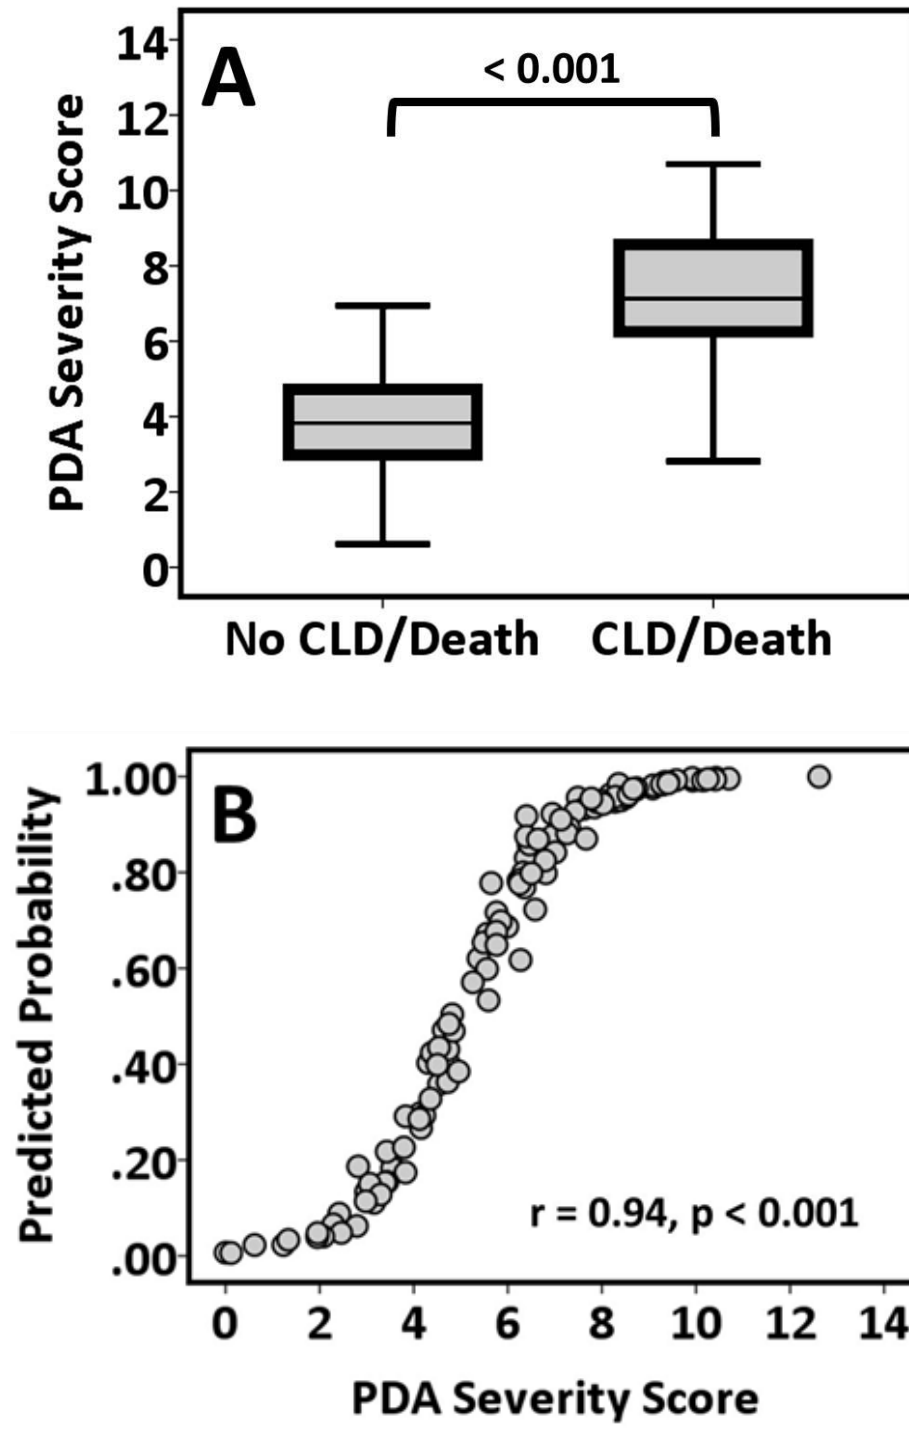 A
< 0.001
PDA Severity Score
14
12
10
8
6
4
2
0
No CLD/Death CLD/Death
B
Predicted Probability
1.00
.80
.60
.40
.20
.00
r = 0.94, p < 0.001
0 2 4 6 8 10 12 14
PDA Severity Score